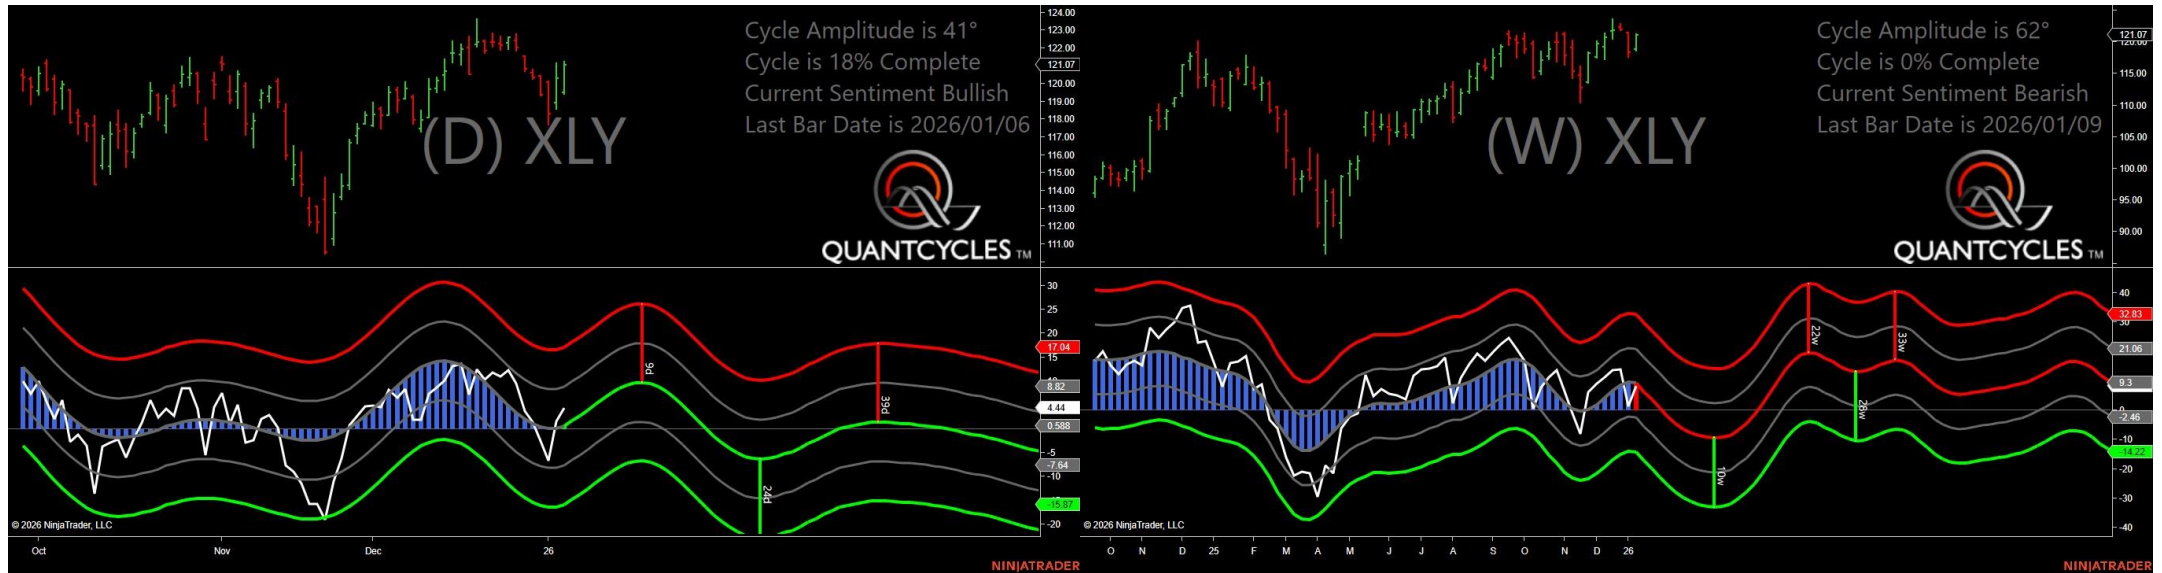 Cycle Amplitude is 41°
Cycle is 18% Complete
Current Sentiment Bullish
Last Bar Date is 2026/01/06
(D) XLY
QUANTCYCLES TM
124.00
123.00
122.00
121.07
120.00
119.00
118.00
117.00
116.00
115.00
114.00
113.00
112.00
111.00
30
25
20
17.04
15
8.82
4.44
0.588
-5
-7.64
-10
-15.87
-20
9d
24d
39d
© 2026 NinjaTrader, LLC
Oct Nov Dec 26
NINJATRADER
Cycle Amplitude is 62°
Cycle is 0% Complete
Current Sentiment Bearish
Last Bar Date is 2026/01/09
(W) XLY
QUANTCYCLES TM
121.07
120.00
115.00
110.00
105.00
100.00
95.00
90.00
40
32.83
30
21.06
9.3
-2.46
-10
-14.22
-20
-30
-40
10w
22w
28w
33w
© 2026 NinjaTrader, LLC
O N D 25 F M A M J J A S O N D 26
NINJATRADER